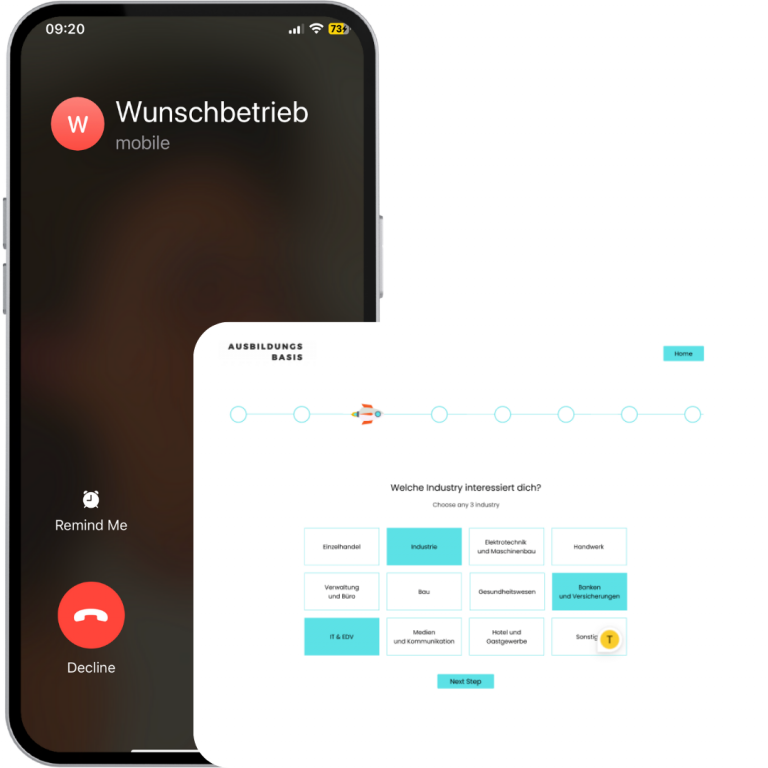 09:20
73
W
Wunschbetrieb
mobile
Remind Me
Decline
AUSBILDUNGS
BASIS
Home
Welche Industry interessiert dich?
Choose any 3 industry
Einzelhandel
Industrie
Elektrotechnik
und Maschinenbau
Handwerk
Verwaltung
und Büro
Bau
Gesundheitswesen
Banken
und Versicherungen
IT & EDV
Medien
und Kommunikation
Hotel und
Gastgewerbe
T
Next Step